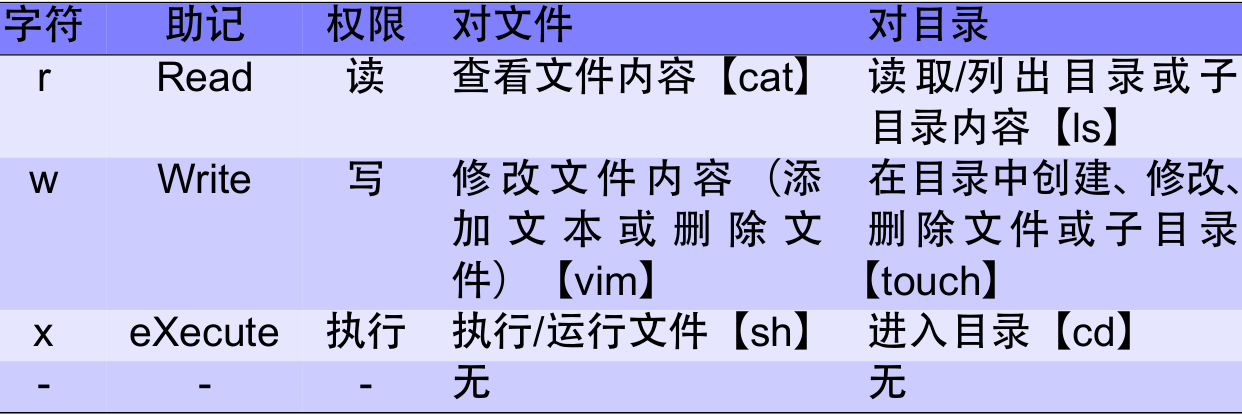 字符 助记 权限 对文件 对目录
r Read 读 查看文件内容【cat】 读取/列出目录或子
目录内容【ls】
w Write 写 修改文件内容（添 在目录中创建、修改、
加文本或删除文 删除文件或子目录
件）【vim】 【touch】
x eXecute 执行 执行/运行文件【sh】 进入目录【cd】
- - - 无 无